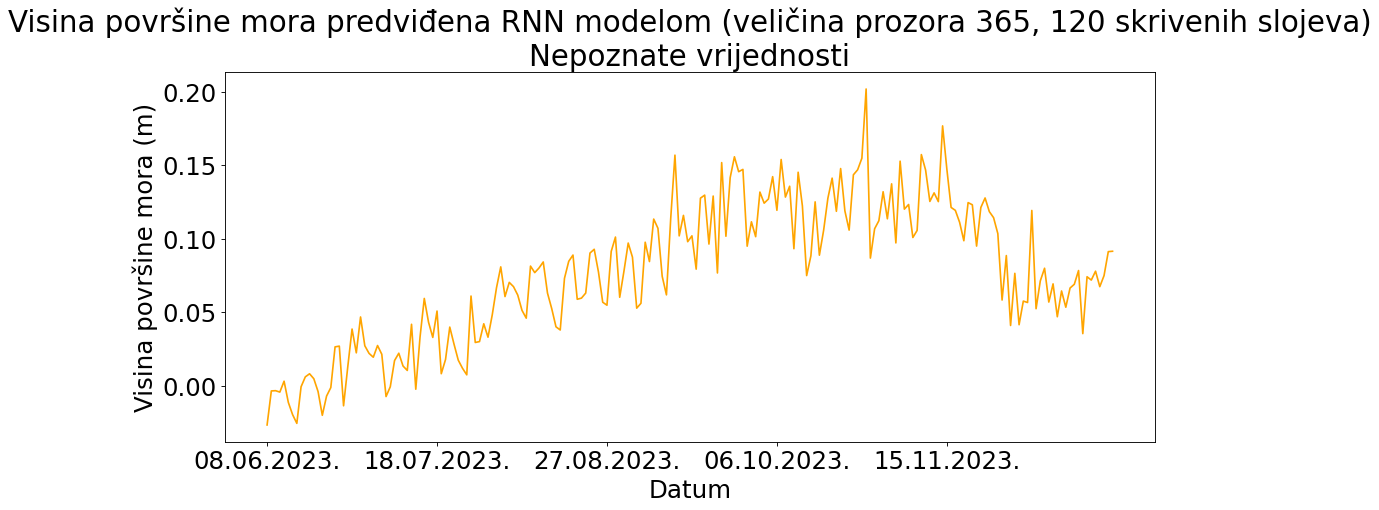 Visina površine mora predviđena RNN modelom (veličina prozora 365, 120 skrivenih slojeva)
Nepoznate vrijednosti
Visina površine mora (m)
0.20
0.15
0.10
0.05
0.00
08.06.2023. 18.07.2023. 27.08.2023. 06.10.2023. 15.11.2023.
Datum